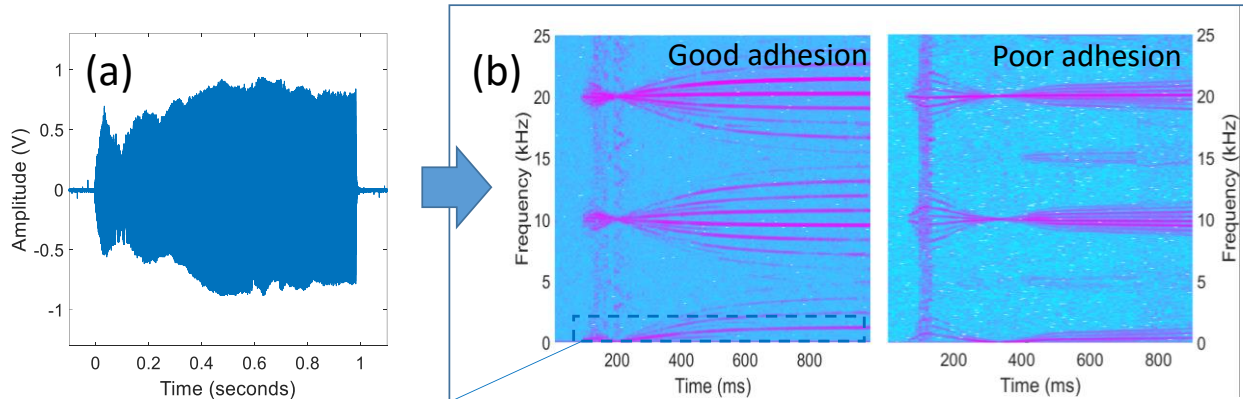 (a)
Amplitude (V)
1
0.5
0
-0.5
-1
0 0.2 0.4 0.6 0.8 1
Time (seconds)
(b)
Good adhesion
Frequency (kHz)
25
20
15
10
5
0
200 400 600 800
Time (ms)
Poor adhesion
25
20
15
10
5
0
Frequency (kHz)
200 400 600 800
Time (ms)